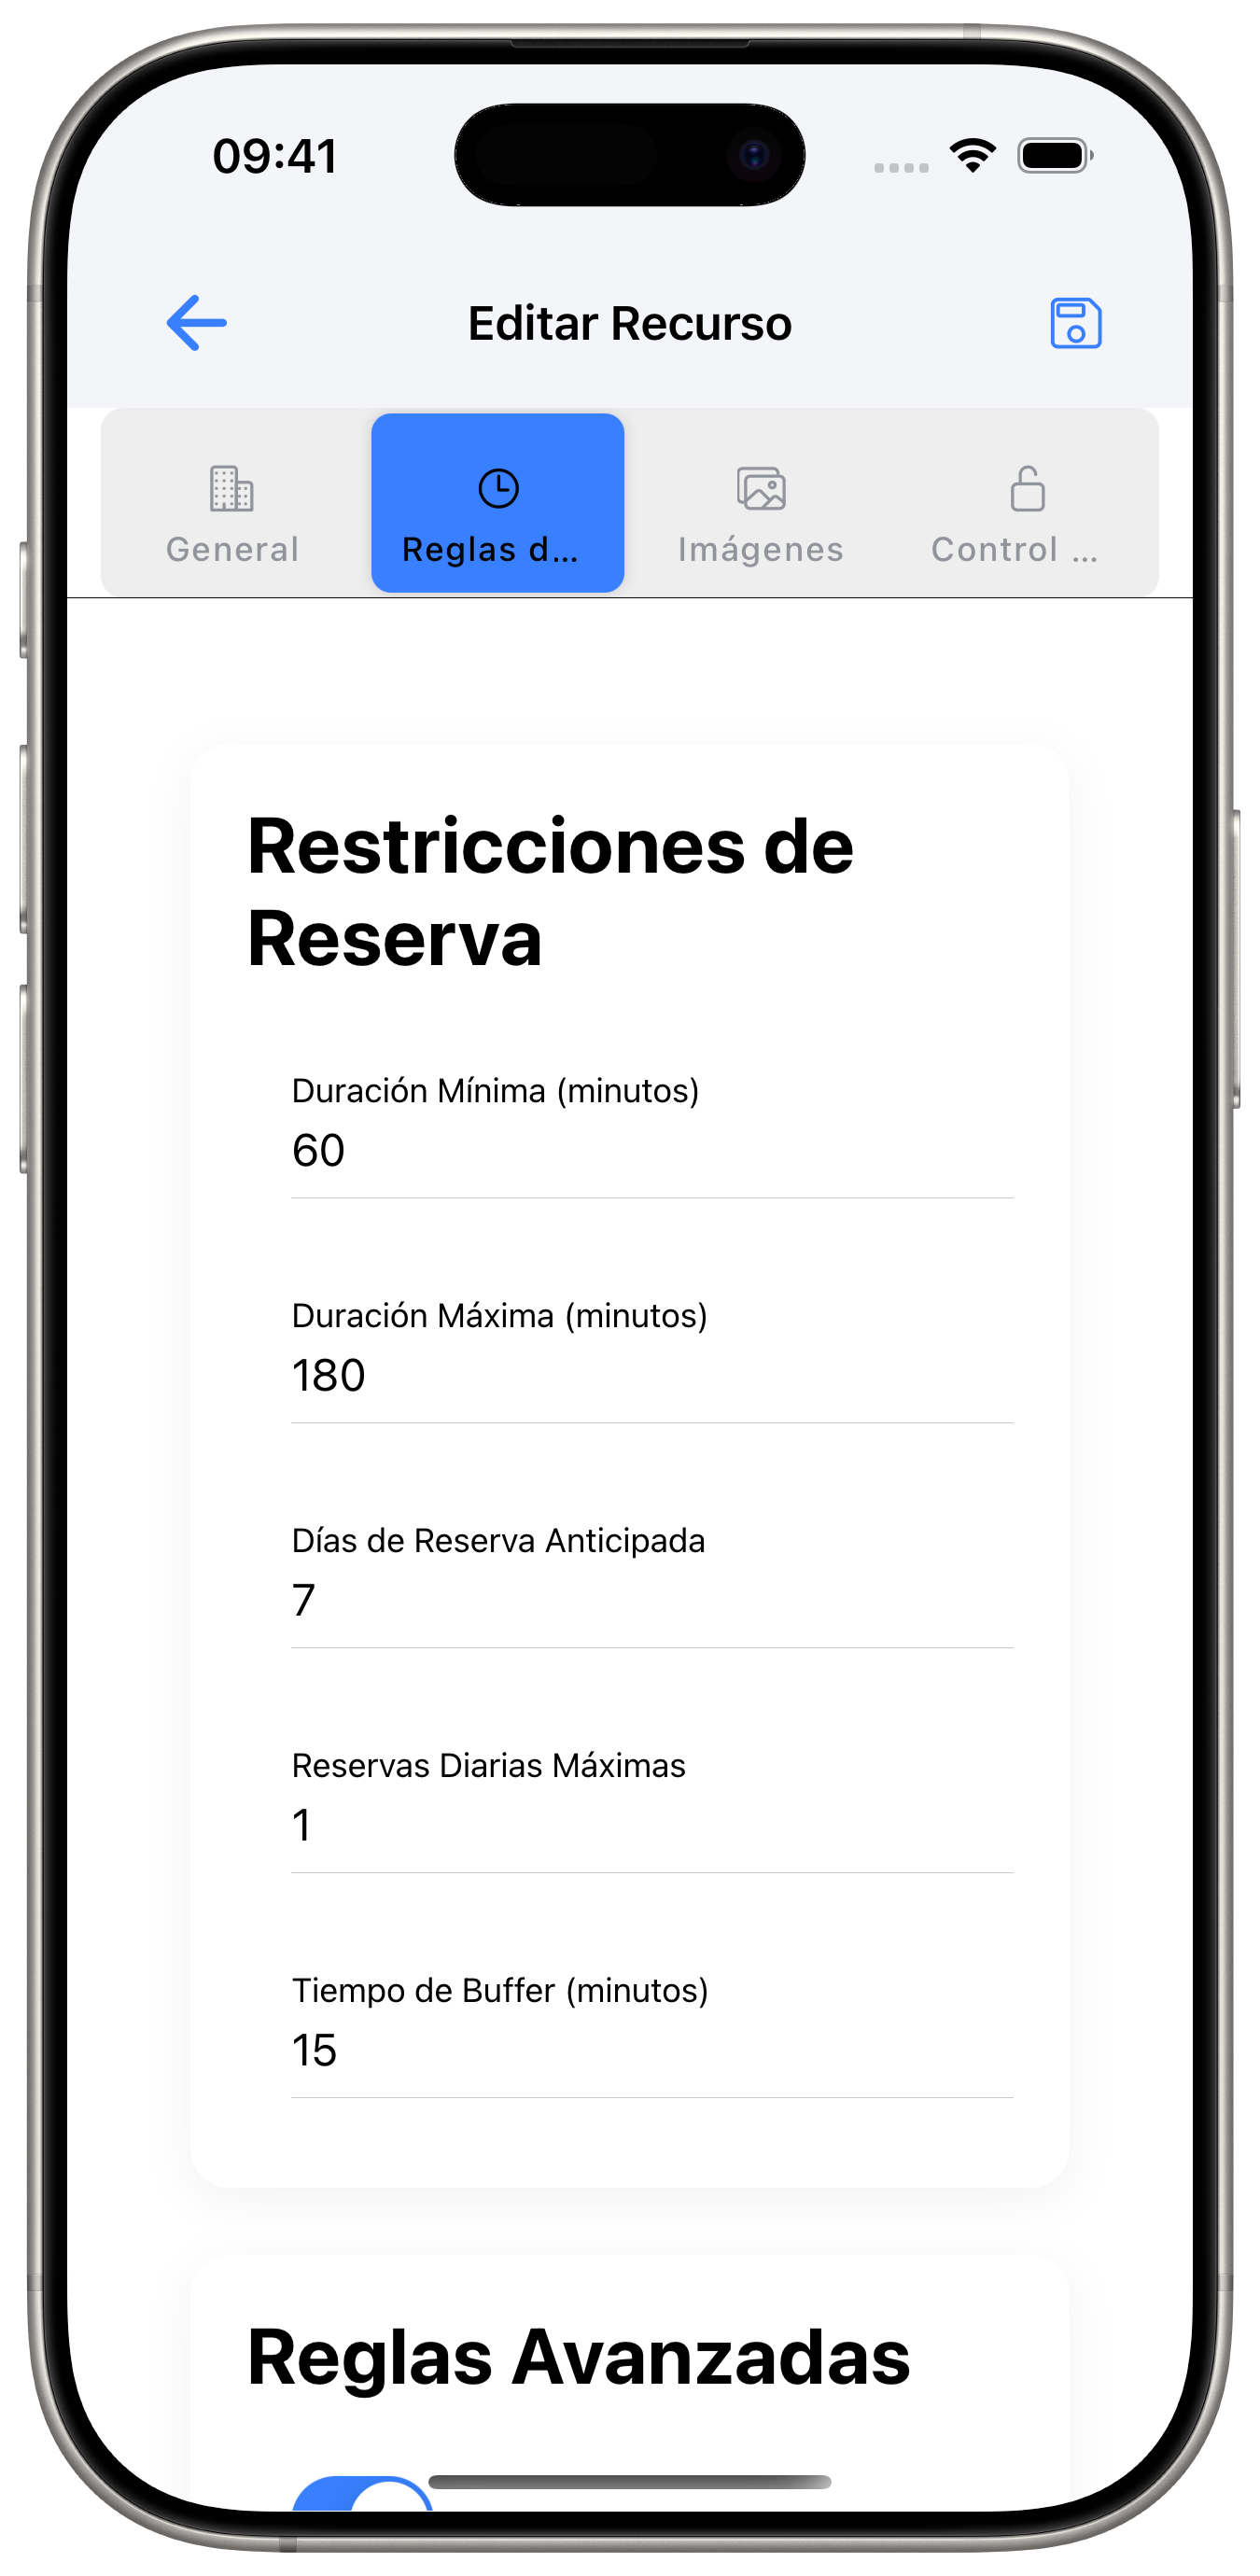 09:41
Editar Recurso
General
Reglas d...
Imágenes
Control ...
Restricciones de
Reserva
Duración Mínima (minutos)
60
Duración Máxima (minutos)
180
Días de Reserva Anticipada
7
Reservas Diarias Máximas
1
Tiempo de Buffer (minutos)
15
Reglas Avanzadas